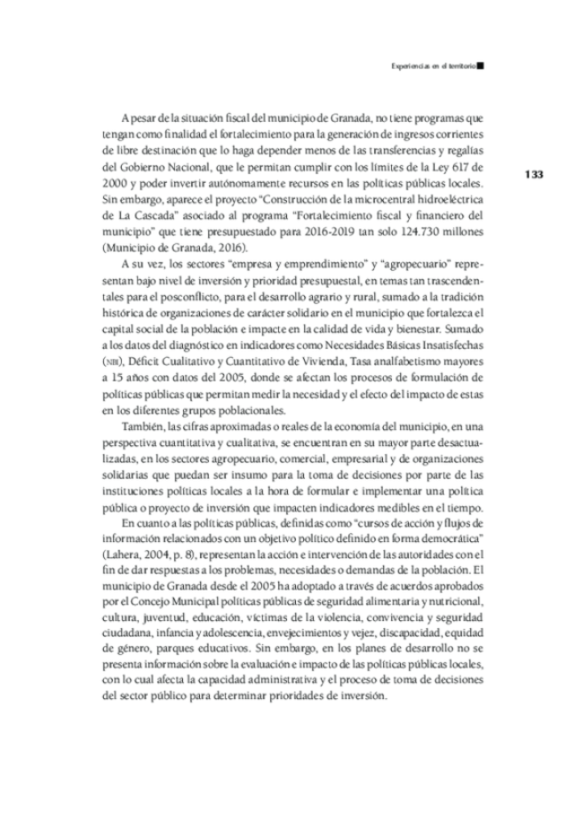 Experiencias en el territorio
A pesar de la situación fiscal del municipio de Granada, no tiene programas que
tengan como finalidad el fortalecimiento para la generación de ingresos corrientes
de libre destinación que lo haga depender menos de las transferencias y regalías
del Gobierno Nacional, que le permitan cumplir con los límites de la Ley 617 de
133
2000 y poder invertir autónomamente recursos en las políticas públicas locales.
Sin embargo, aparece el proyecto “Construcción de la microcentral hidroeléctrica
de La Cascada” asociado al programa “Fortalecimiento fiscal y financiero del
municipio” que tiene presupuestado para 2016-2019 tan solo 124.730 millones
(Municipio de Granada, 2016).
A su vez, los sectores “empresa y emprendimiento” y “agropecuario” repre-
sentan bajo nivel de inversión y prioridad presupuestal, en temas tan trascenden-
tales para el posconflicto, para el desarrollo agrario y rural, sumado a la tradición
histórica de organizaciones de carácter solidario en el municipio que fortalezca el
capital social de la población e impacte en la calidad de vida y bienestar. Sumado
a los datos del diagnóstico en indicadores como Necesidades Básicas Insatisfechas
(NBI), Déficit Cualitativo y Cuantitativo de Vivienda, Tasa analfabetismo mayores
a 15 años con datos del 2005, donde se afectan los procesos de formulación de
políticas públicas que permitan medir la necesidad y el efecto del impacto de estas
en los diferentes grupos poblacionales.
También, las cifras aproximadas o reales de la economía del municipio, en una
perspectiva cuantitativa y cualitativa, se encuentran en su mayor parte desactua-
lizadas, en los sectores agropecuario, comercial, empresarial y de organizaciones
solidarias que puedan ser insumo para la toma de decisiones por parte de las
instituciones políticas locales a la hora de formular e implementar una política
pública o proyecto de inversión que impacten indicadores medibles en el tiempo.
En cuanto a las políticas públicas, definidas como “cursos de acción y flujos de
información relacionados con un objetivo político definido en forma democrática”
(Lahera, 2004, p. 8), representan la acción e intervención de las autoridades con el
fin de dar respuestas a los problemas, necesidades o demandas de la población. El
municipio de Granada desde el 2005 ha adoptado a través de acuerdos aprobados
por el Concejo Municipal políticas públicas de seguridad alimentaria y nutricional,
cultura, juventud, educación, víctimas de la violencia, convivencia y seguridad
ciudadana, infancia y adolescencia, envejecimientos y vejez, discapacidad, equidad
de género, parques educativos. Sin embargo, en los planes de desarrollo no se
presenta información sobre la evaluación e impacto de las políticas públicas locales,
con lo cual afecta la capacidad administrativa y el proceso de toma de decisiones
del sector público para determinar prioridades de inversión.